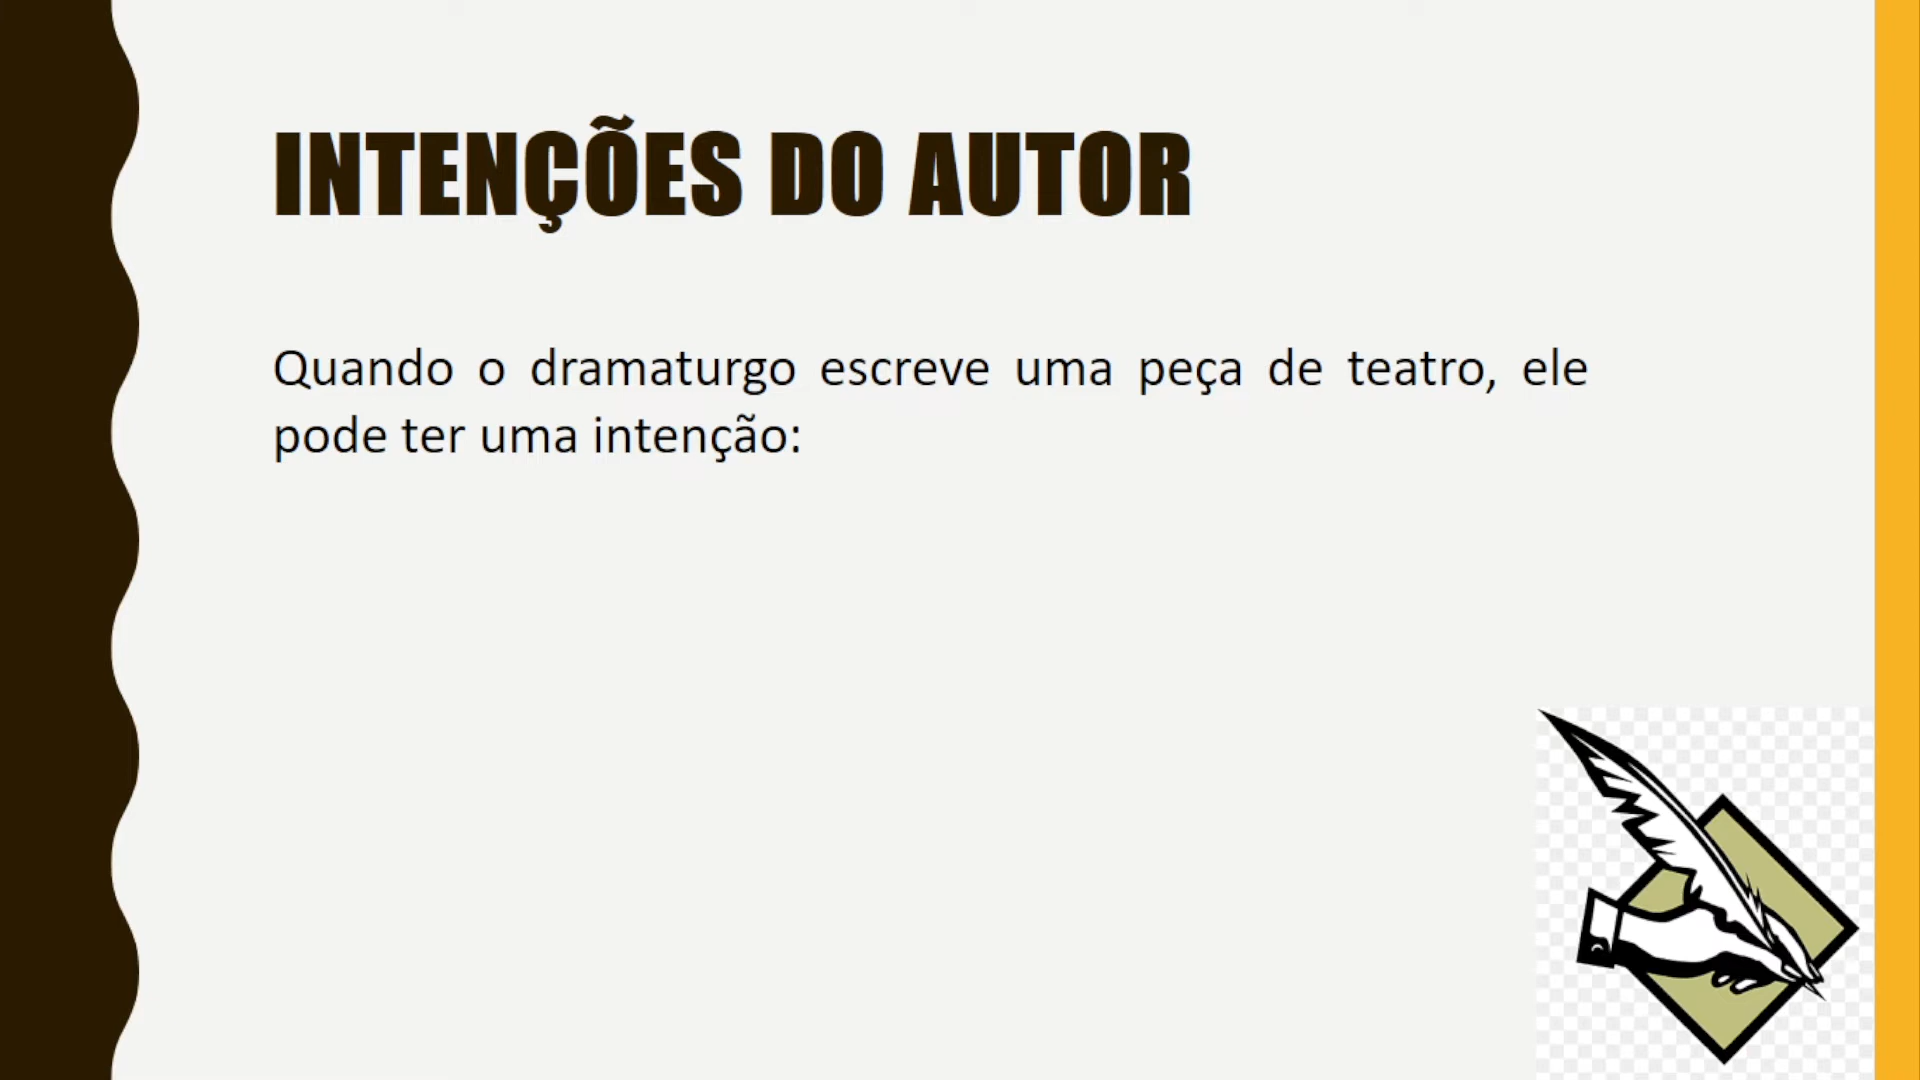 INTENÇÕES DO AUTOR
Quando o dramaturgo escreve uma peça de teatro, ele
pode ter uma intenção: